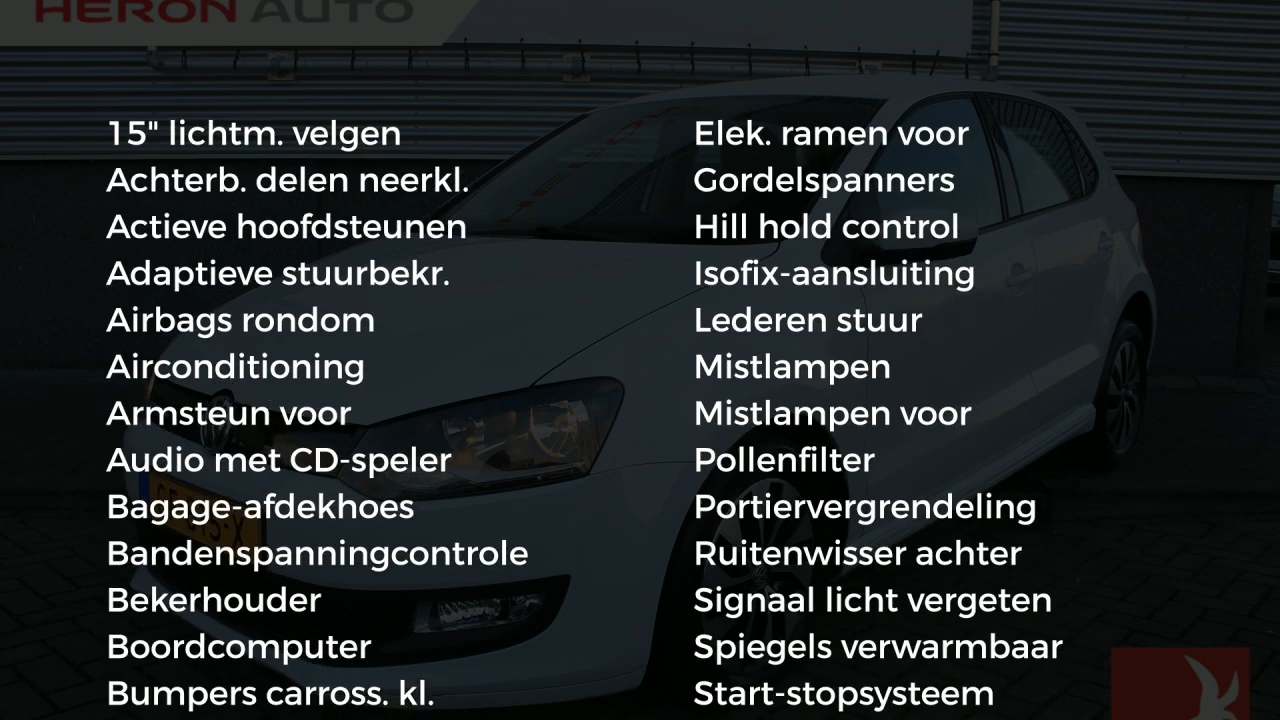 HERON AUTO
15" lichtm. velgen
Achterb. delen neerkl.
Actieve hoofdsteunen
Adaptieve stuurbekr.
Airbags rondom
Airconditioning
Armsteun voor
Audio met CD-speler
Bagage-afdekhoes
Bandenspanningcontrole
Bekerhouder
Boordcomputer
Bumpers carross. kl.
Elek. ramen voor
Gordelspanners
Hill hold control
Isofix-aansluiting
Lederen stuur
Mistlampen
Mistlampen voor
Pollenfilter
Portiervergrendeling
Ruitenwisser achter
Signaal licht vergeten
Spiegels verwarmbaar
Start-stopsysteem